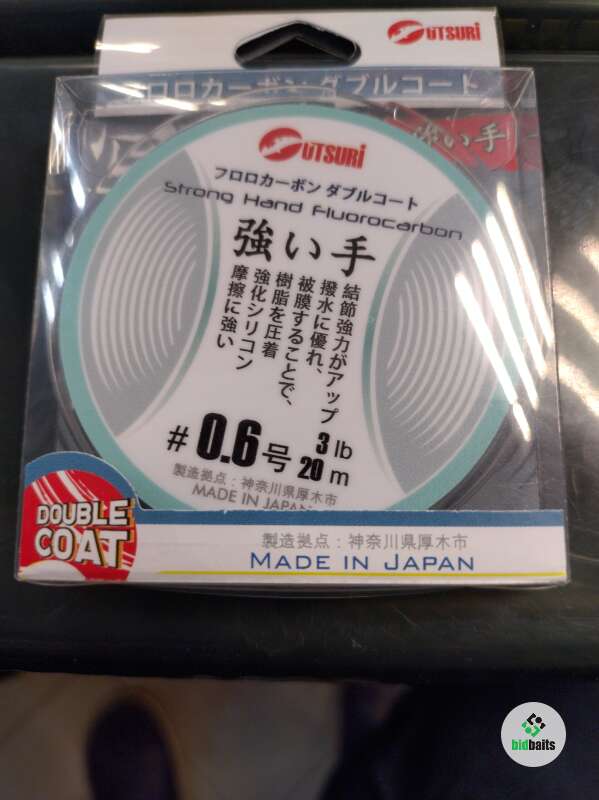 UTSURI
フロロカーボン ダブルコート
強い手
UTSURI
フロロカーボン ダブルコート
Strong Hand Fluorocarbon
強い手
結節強力がアップ
撥水に優れ、
被膜することで、
樹脂を圧着
強化シリコン
摩擦に強い
# 0.6号 3 lb
20 m
製造拠点：神奈川県厚木市
MADE IN JAPAN
DOUBLE
COAT
製造拠点：神奈川県厚木市
MADE IN JAPAN
bidbaits